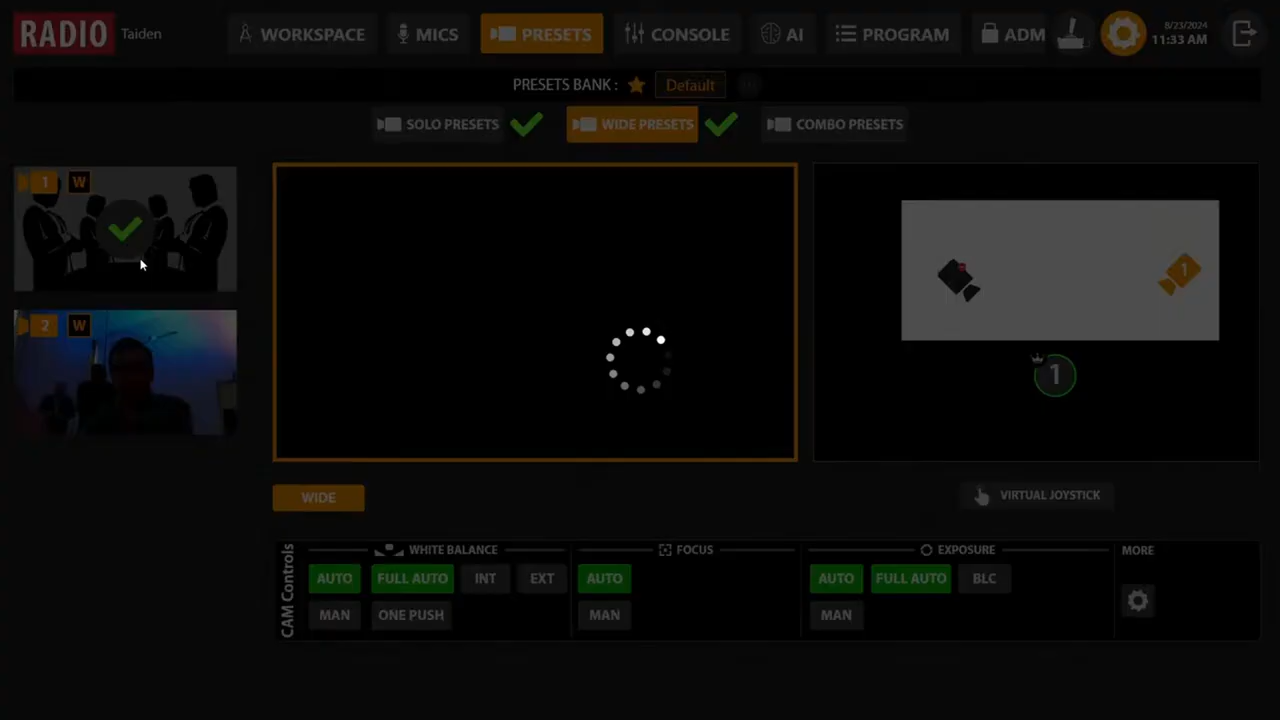 RADIO Taiden WORKSPACE MICS PRESETS CONSOLE AI PROGRAM ADM 8/23/2024
11:33 AM
PRESETS BANK : Default
SOLO PRESETS WIDE PRESETS COMBO PRESETS
1 W
1
2 W
1
WIDE VIRTUAL JOYSTICK
CAM Controls
WHITE BALANCE FOCUS EXPOSURE MORE
AUTO FULL AUTO INT EXT AUTO AUTO FULL AUTO BLC
MAN ONE PUSH MAN MAN